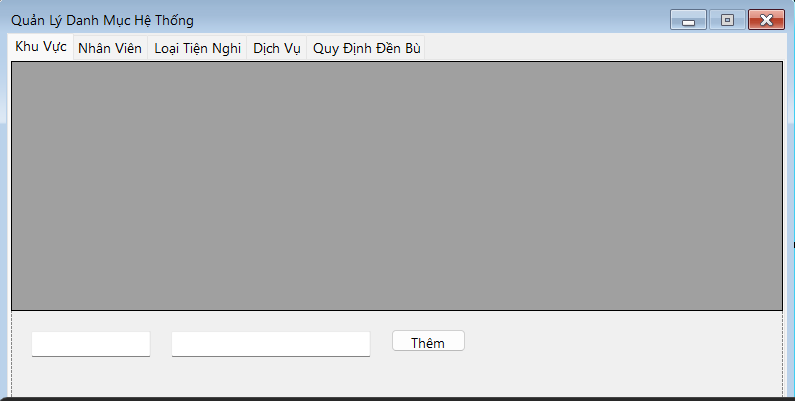 Quản Lý Danh Mục Hệ Thống
Khu Vực Nhân Viên Loại Tiện Nghi Dịch Vụ Quy Định Đền Bù
Thêm